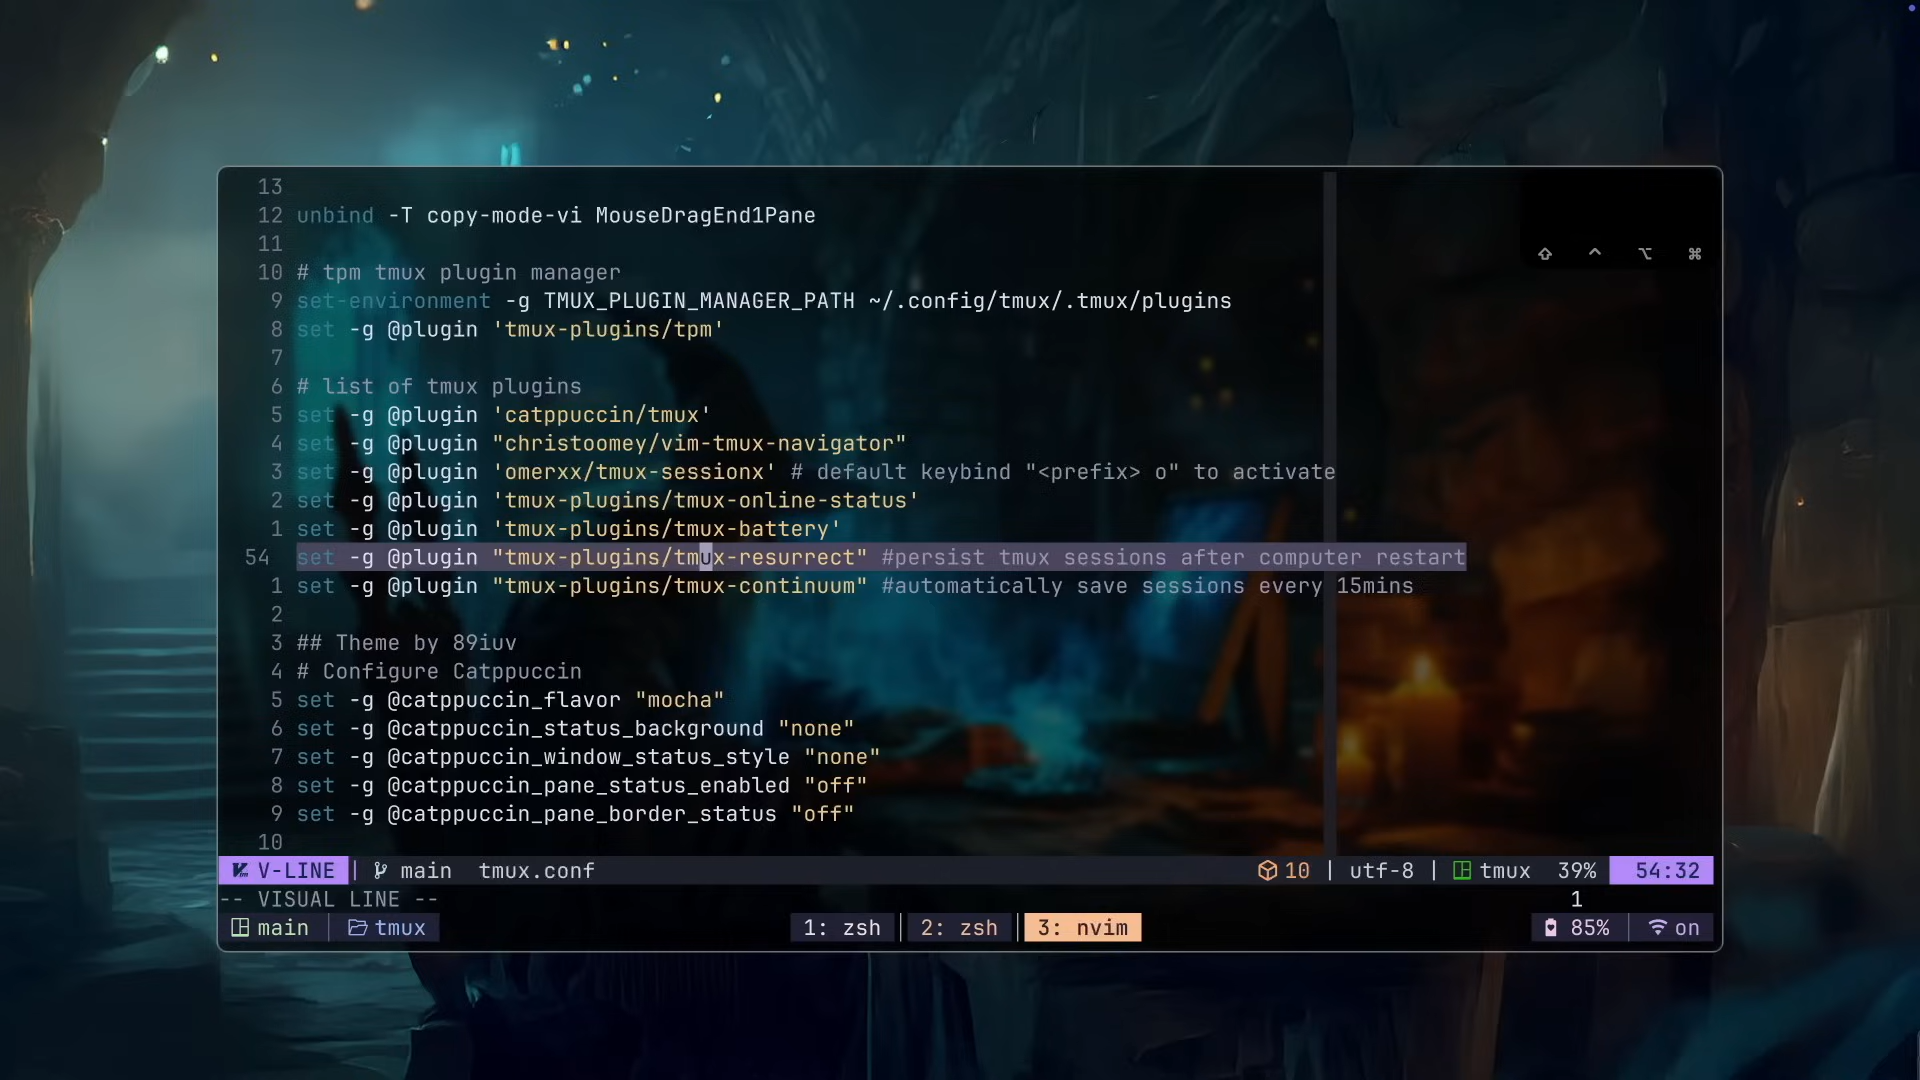 13
12 unbind -T copy-mode-vi MouseDragEnd1Pane
11
10 # tpm tmux plugin manager
9 set-environment -g TMUX_PLUGIN_MANAGER_PATH ~/.config/tmux/.tmux/plugins
8 set -g @plugin 'tmux-plugins/tpm'
7
6 # list of tmux plugins
5 set -g @plugin 'catppuccin/tmux'
4 set -g @plugin "christoomey/vim-tmux-navigator"
3 set -g @plugin 'omerxx/tmux-sessionx' # default keybind "<prefix> o" to activate
2 set -g @plugin 'tmux-plugins/tmux-online-status'
1 set -g @plugin 'tmux-plugins/tmux-battery'
54 set -g @plugin "tmux-plugins/tmux-resurrect" #persist tmux sessions after computer restart
1 set -g @plugin "tmux-plugins/tmux-continuum" #automatically save sessions every 15mins
2
3 ## Theme by 89iuv
4 # Configure Catppuccin
5 set -g @catppuccin_flavor "mocha"
6 set -g @catppuccin_status_background "none"
7 set -g @catppuccin_window_status_style "none"
8 set -g @catppuccin_pane_status_enabled "off"
9 set -g @catppuccin_pane_border_status "off"
10
V-LINE | main tmux.conf 10 | utf-8 | tmux 39% 54:32
-- VISUAL LINE -- 1
main | tmux 1: zsh | 2: zsh | 3: nvim 85% | on